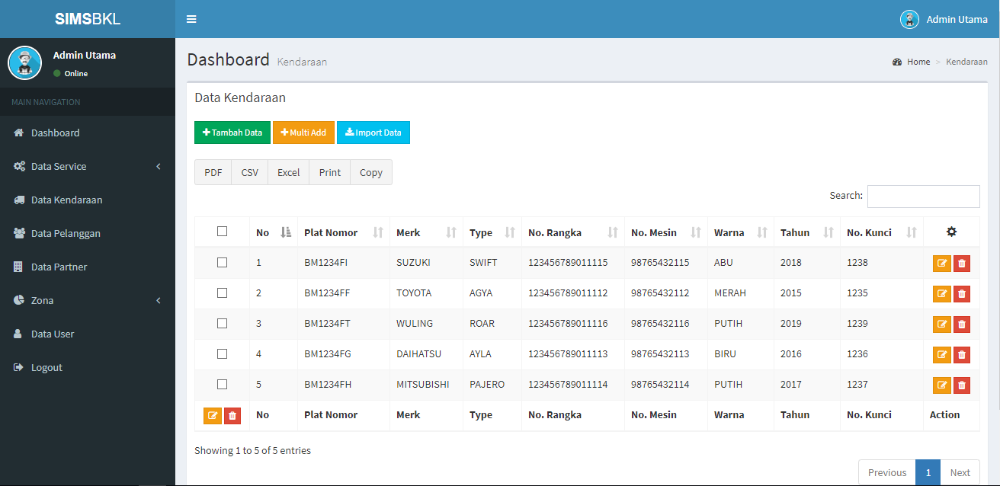 SIMSBKL
Admin Utama
Admin Utama
Online
MAIN NAVIGATION
Dashboard
Data Service
Data Kendaraan
Data Pelanggan
Data Partner
Zona
Data User
Logout
Dashboard Kendaraan
Home > Kendaraan
Data Kendaraan
Tambah Data Multi Add Import Data
PDF CSV Excel Print Copy
Search:
No Plat Nomor Merk Type No. Rangka No. Mesin Warna Tahun No. Kunci
1 BM1234FI SUZUKI SWIFT 123456789011115 98765432115 ABU 2018 1238
2 BM1234FF TOYOTA AGYA 123456789011112 98765432112 MERAH 2015 1235
3 BM1234FT WULING ROAR 123456789011116 98765432116 PUTIH 2019 1239
4 BM1234FG DAIHATSU AYLA 123456789011113 98765432113 BIRU 2016 1236
5 BM1234FH MITSUBISHI PAJERO 123456789011114 98765432114 PUTIH 2017 1237
No Plat Nomor Merk Type No. Rangka No. Mesin Warna Tahun No. Kunci Action
Showing 1 to 5 of 5 entries
Previous 1 Next